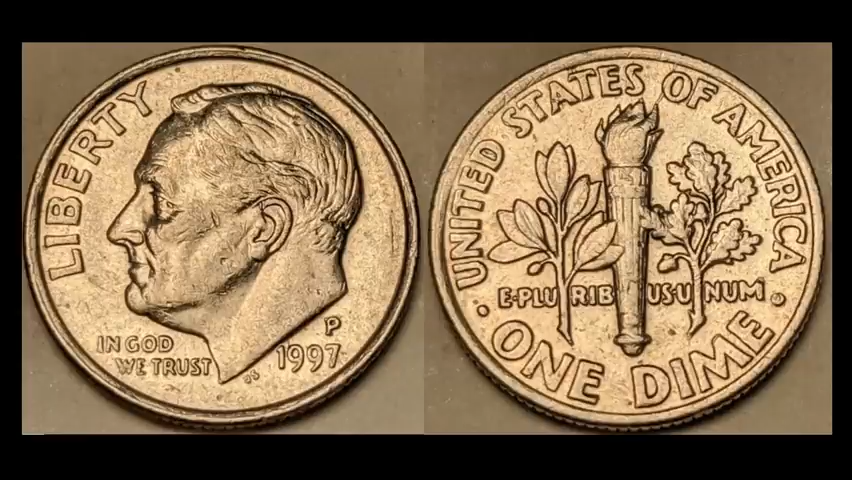 LIBERTY
IN GOD
WE TRUST
P
1997
JS
UNITED STATES OF AMERICA
E·PLURIBUS·UNUM
ONE DIME